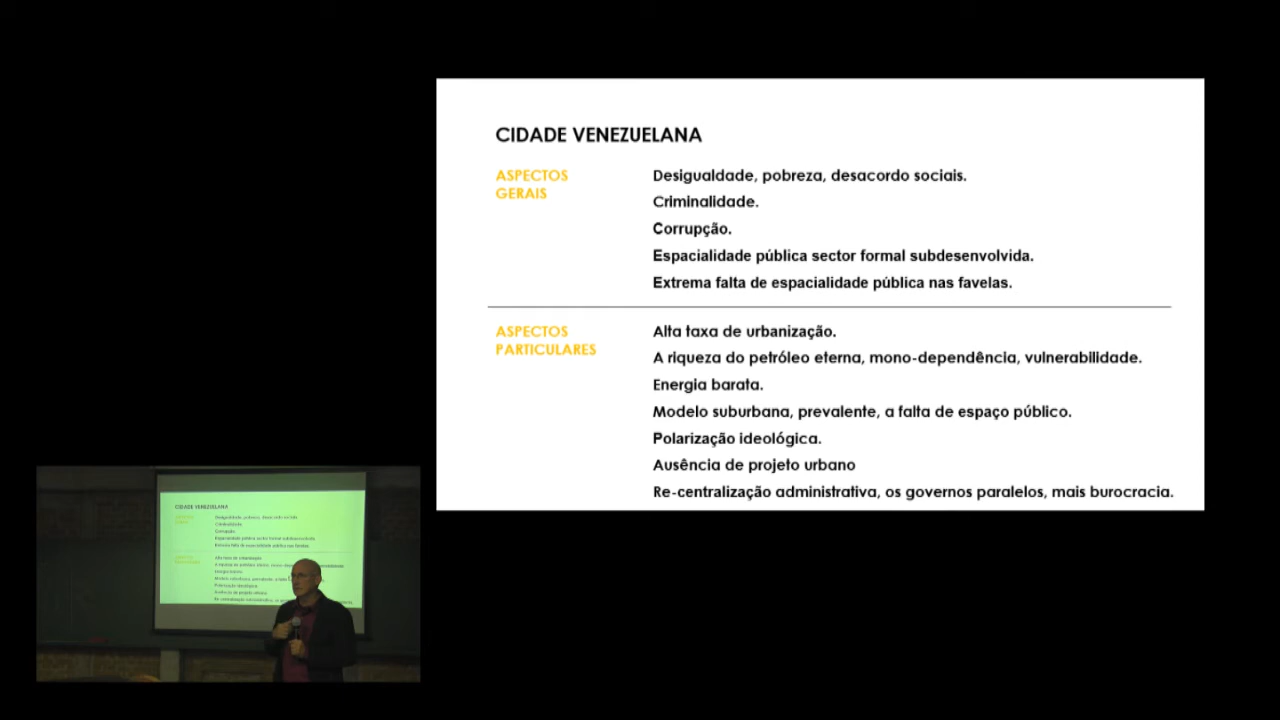 CIDADE VENEZUELANA
ASPECTOS
GERAIS
Desigualdade, pobreza, desacordo sociais.
Criminalidade.
Corrupção.
Espacialidade pública sector formal subdesenvolvida.
Extrema falta de espacialidade pública nas favelas.
ASPECTOS
PARTICULARES
Alta taxa de urbanização.
A riqueza do petróleo eterna, mono-dependência, vulnerabilidade.
Energia barata.
Modelo suburbana, prevalente, a falta de espaço público.
Polarização ideológica.
Ausência de projeto urbano
Re-centralização administrativa, os governos paralelos, mais burocracia.
CIDADE VENEZUELANA